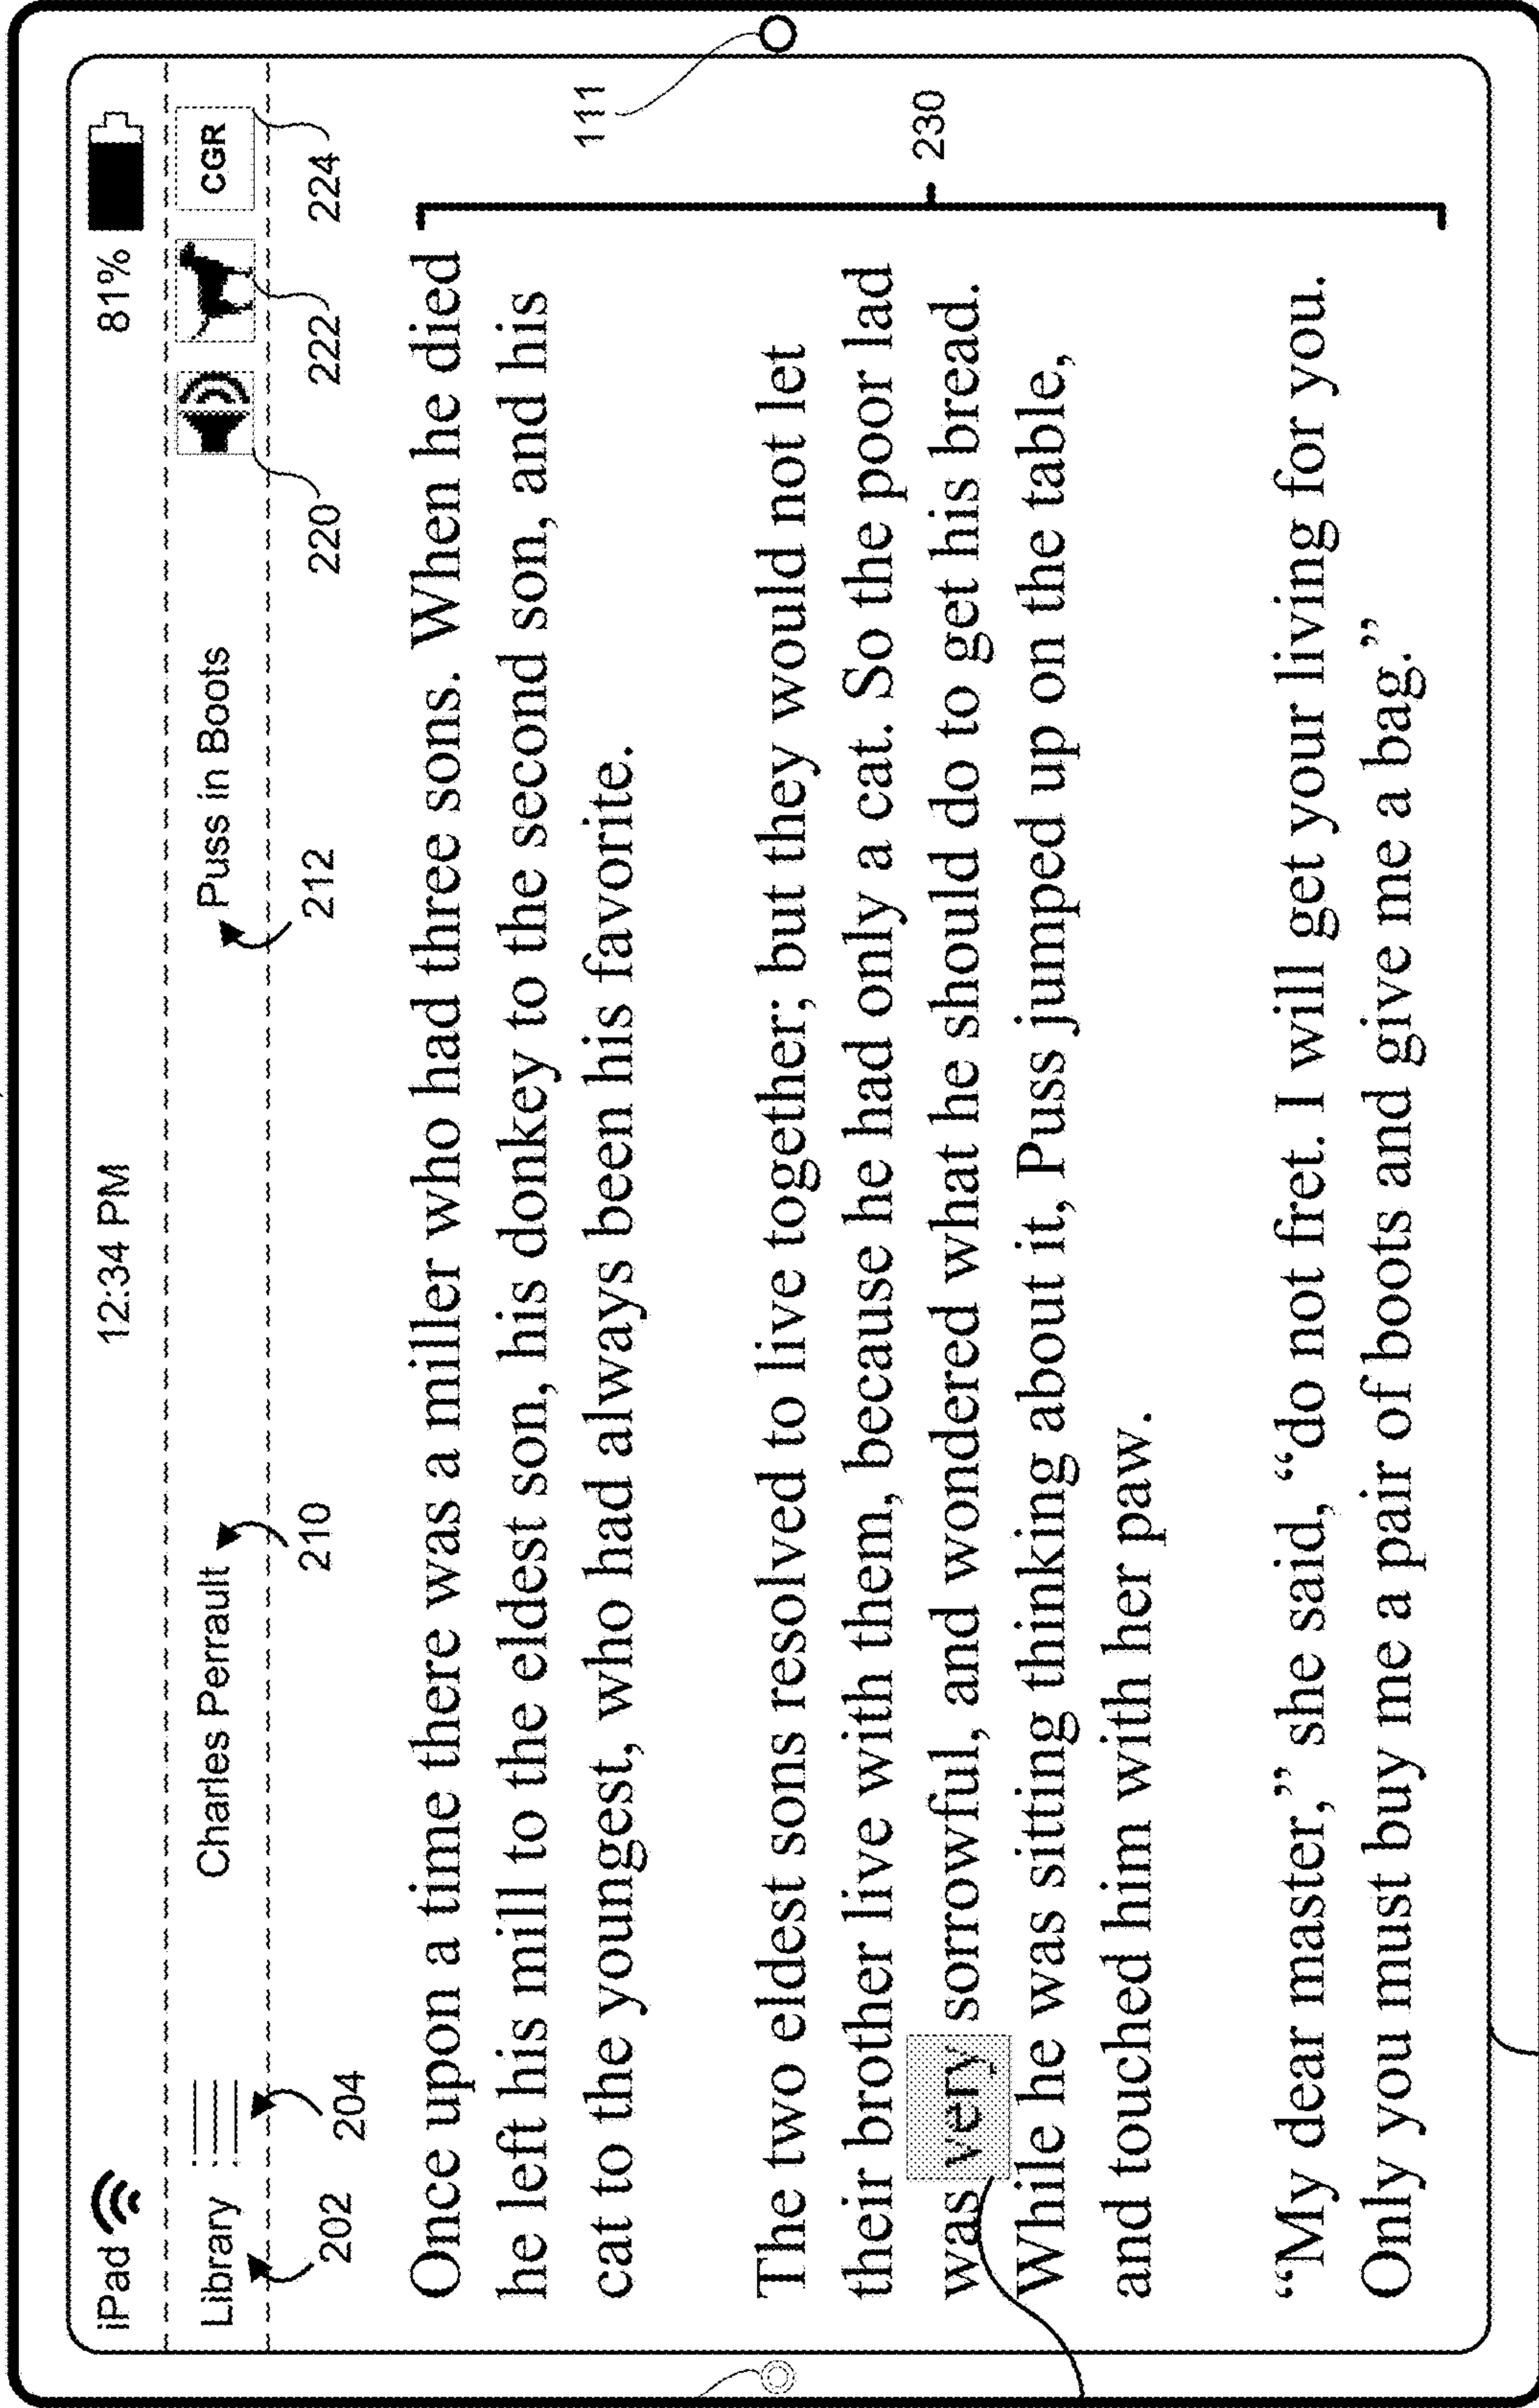 iPad 12:34 PM 81%
Library Charles Perrault Puss in Boots CGR
202 204 210 212 220 222 224
Once upon a time there was a miller who had three sons. When he died
he left his mill to the eldest son, his donkey to the second son, and his
cat to the youngest, who had always been his favorite.
111
The two eldest sons resolved to live together; but they would not let
their brother live with them, because he had only a cat. So the poor lad
was very sorrowful, and wondered what he should do to get his bread.
230
While he was sitting thinking about it, Puss jumped up on the table,
and touched him with her paw.
“My dear master,” she said, “do not fret. I will get your living for you.
Only you must buy me a pair of boots and give me a bag.”